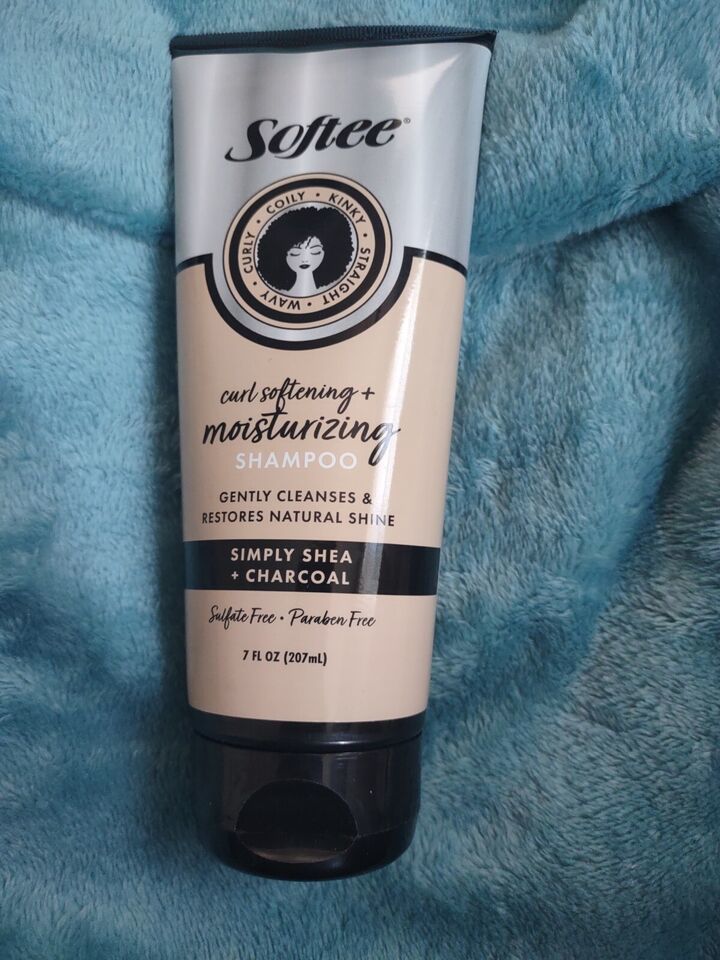 Softee®
WAVY • CURLY • COILY • KINKY • STRAIGHT •
curl softening +
moisturizing
SHAMPOO
GENTLY CLEANSES &
RESTORES NATURAL SHINE
SIMPLY SHEA
+ CHARCOAL
Sulfate Free • Paraben Free
7 FL OZ (207mL)